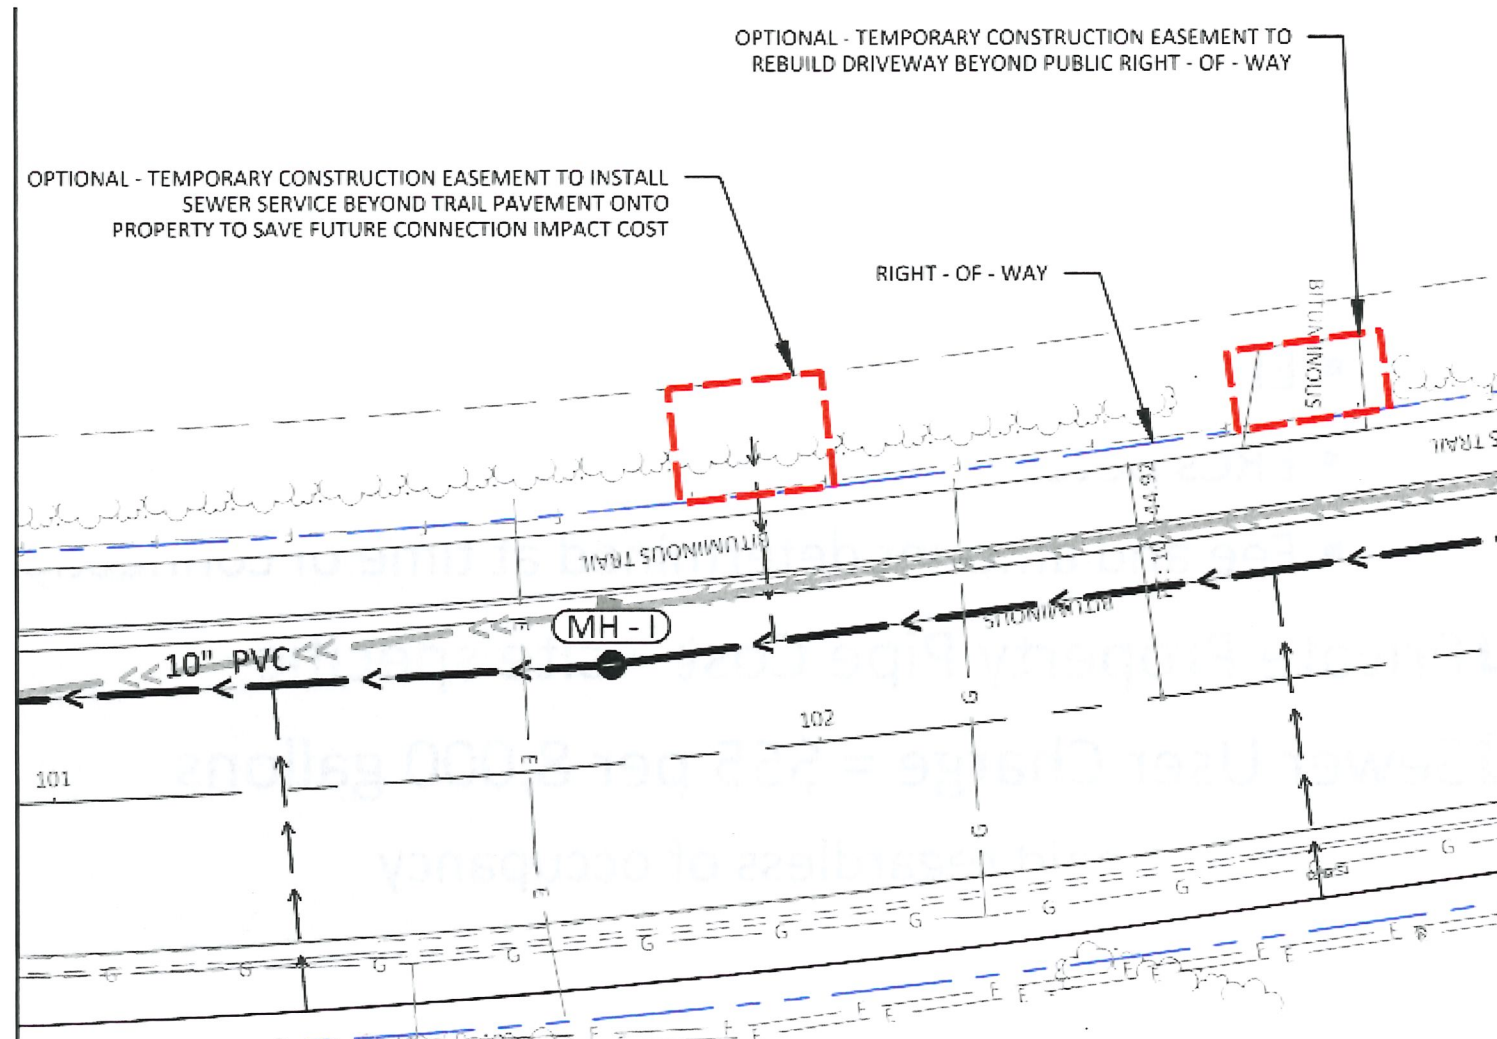 OPTIONAL - TEMPORARY CONSTRUCTION EASEMENT TO
REBUILD DRIVEWAY BEYOND PUBLIC RIGHT - OF - WAY
OPTIONAL - TEMPORARY CONSTRUCTION EASEMENT TO INSTALL
SEWER SERVICE BEYOND TRAIL PAVEMENT ONTO
PROPERTY TO SAVE FUTURE CONNECTION IMPACT COST
RIGHT - OF - WAY
BITUMINOUS
TRAIL
BITUMINOUS TRAIL
MH - I
BITUMINOUS
10" PVC
102
101
E
E
E
G
G
G
G
G
G
G
G
G
G
G
G
E
E
E
E
E
E
E
E
E
E